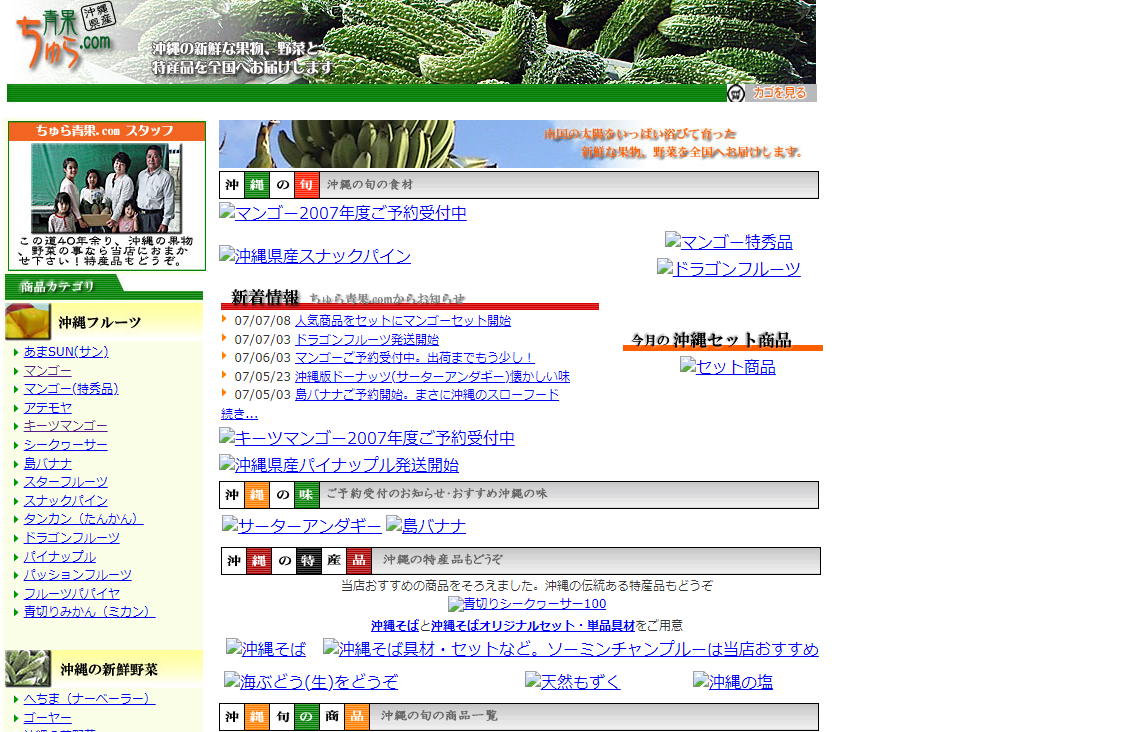 青果
ちゅら.com
沖縄
県産
沖縄の新鮮な果物、野菜と
特産品を全国へお届けします
カゴを見る
ちゅら青果.com スタッフ
この道40年余り、沖縄の果物
、野菜の事なら当店におまか
せ下さい！特産品もどうぞ。
商品カテゴリ
沖縄フルーツ
あまSUN(サン)
マンゴー
マンゴー(特秀品)
アテモヤ
キーツマンゴー
シークヮーサー
島バナナ
スターフルーツ
スナックパイン
タンカン（たんかん）
ドラゴンフルーツ
パイナップル
パッションフルーツ
フルーツパパイヤ
青切りみかん（ミカン）
沖縄の新鮮野菜
へちま（ナーベーラー）
ゴーヤー
南国の太陽をいっぱい浴びて育った
新鮮な果物、野菜を全国へお届けします。
沖縄の旬 沖縄の旬の食材
マンゴー2007年度ご予約受付中
沖縄県産スナックパイン
マンゴー特秀品
ドラゴンフルーツ
新着情報 ちゅら青果.comからお知らせ
07/07/08 人気商品をセットにマンゴーセット開始
07/07/03 ドラゴンフルーツ発送開始
07/06/03 マンゴーご予約受付中。出荷までもう少し！
07/05/23 沖縄版ドーナッツ(サーターアンダギー)懐かしい味
07/05/03 島バナナご予約開始。まさに沖縄のスローフード
続き...
今月の 沖縄セット商品
セット商品
キーツマンゴー2007年度ご予約受付中
沖縄県産パイナップル発送開始
沖縄の味 ご予約受付のお知らせ・おすすめ沖縄の味
サーターアンダギー 島バナナ
沖縄の特産品 沖縄の特産品もどうぞ
当店おすすめの商品をそろえました。沖縄の伝統ある特産品もどうぞ
青切りシークヮーサー100
沖縄そばと沖縄そばオリジナルセット・単品具材をご用意
沖縄そば 沖縄そば具材・セットなど。ソーミンチャンプルーは当店おすすめ
海ぶどう(生)をどうぞ 天然もずく 沖縄の塩
沖縄旬の商品 沖縄の旬の商品一覧